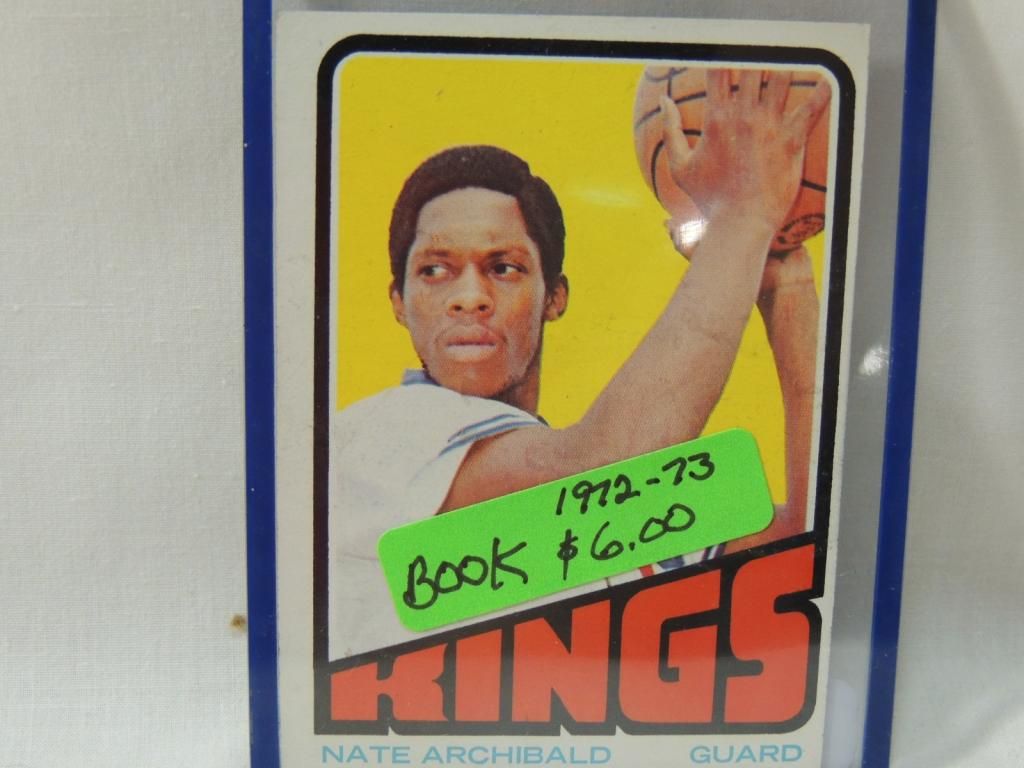 1972-73
BOOK $6.00
KINGS
NATE ARCHIBALD GUARD